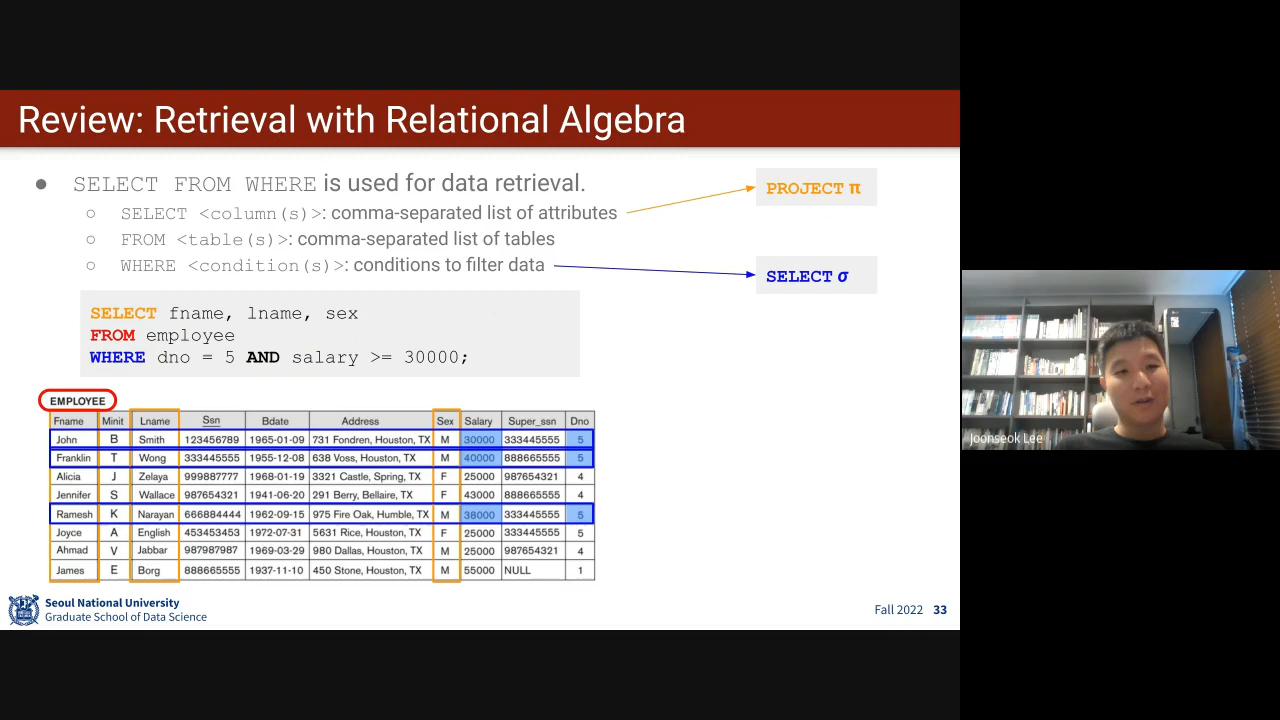 Review: Retrieval with Relational Algebra
● SELECT FROM WHERE is used for data retrieval.
○ SELECT <column(s)>: comma-separated list of attributes
○ FROM <table(s)>: comma-separated list of tables
○ WHERE <condition(s)>: conditions to filter data
PROJECT π
SELECT σ
SELECT fname, lname, sex
FROM employee
WHERE dno = 5 AND salary >= 30000;
EMPLOYEE
Fname Minit Lname Ssn Bdate Address Sex Salary Super_ssn Dno
John B Smith 123456789 1965-01-09 731 Fondren, Houston, TX M 30000 333445555 5
Franklin T Wong 333445555 1955-12-08 638 Voss, Houston, TX M 40000 888665555 5
Alicia J Zelaya 999887777 1968-01-19 3321 Castle, Spring, TX F 25000 987654321 4
Jennifer S Wallace 987654321 1941-06-20 291 Berry, Bellaire, TX F 43000 888665555 4
Ramesh K Narayan 666884444 1962-09-15 975 Fire Oak, Humble, TX M 38000 333445555 5
Joyce A English 453453453 1972-07-31 5631 Rice, Houston, TX F 25000 333445555 5
Ahmad V Jabbar 987987987 1969-03-29 980 Dallas, Houston, TX M 25000 987654321 4
James E Borg 888665555 1937-11-10 450 Stone, Houston, TX M 55000 NULL 1
Seoul National University
Graduate School of Data Science
Fall 2022 33
Joonseok Lee